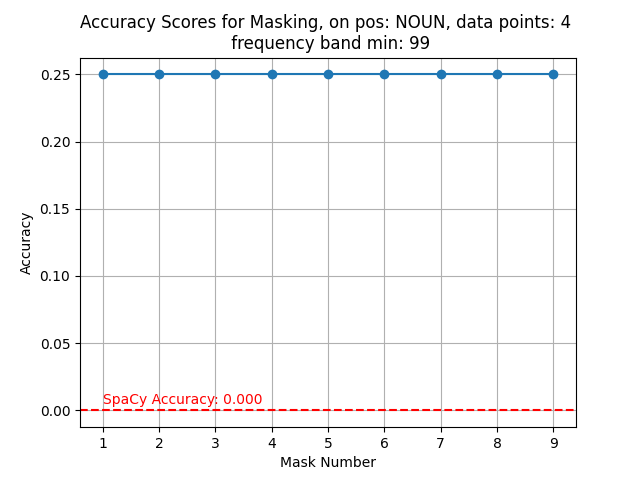 Accuracy Scores for Masking, on pos: NOUN, data points: 4
frequency band min: 99
0.25
0.20
0.15
0.10
0.05
0.00
Accuracy
SpaCy Accuracy: 0.000
1 2 3 4 5 6 7 8 9
Mask Number